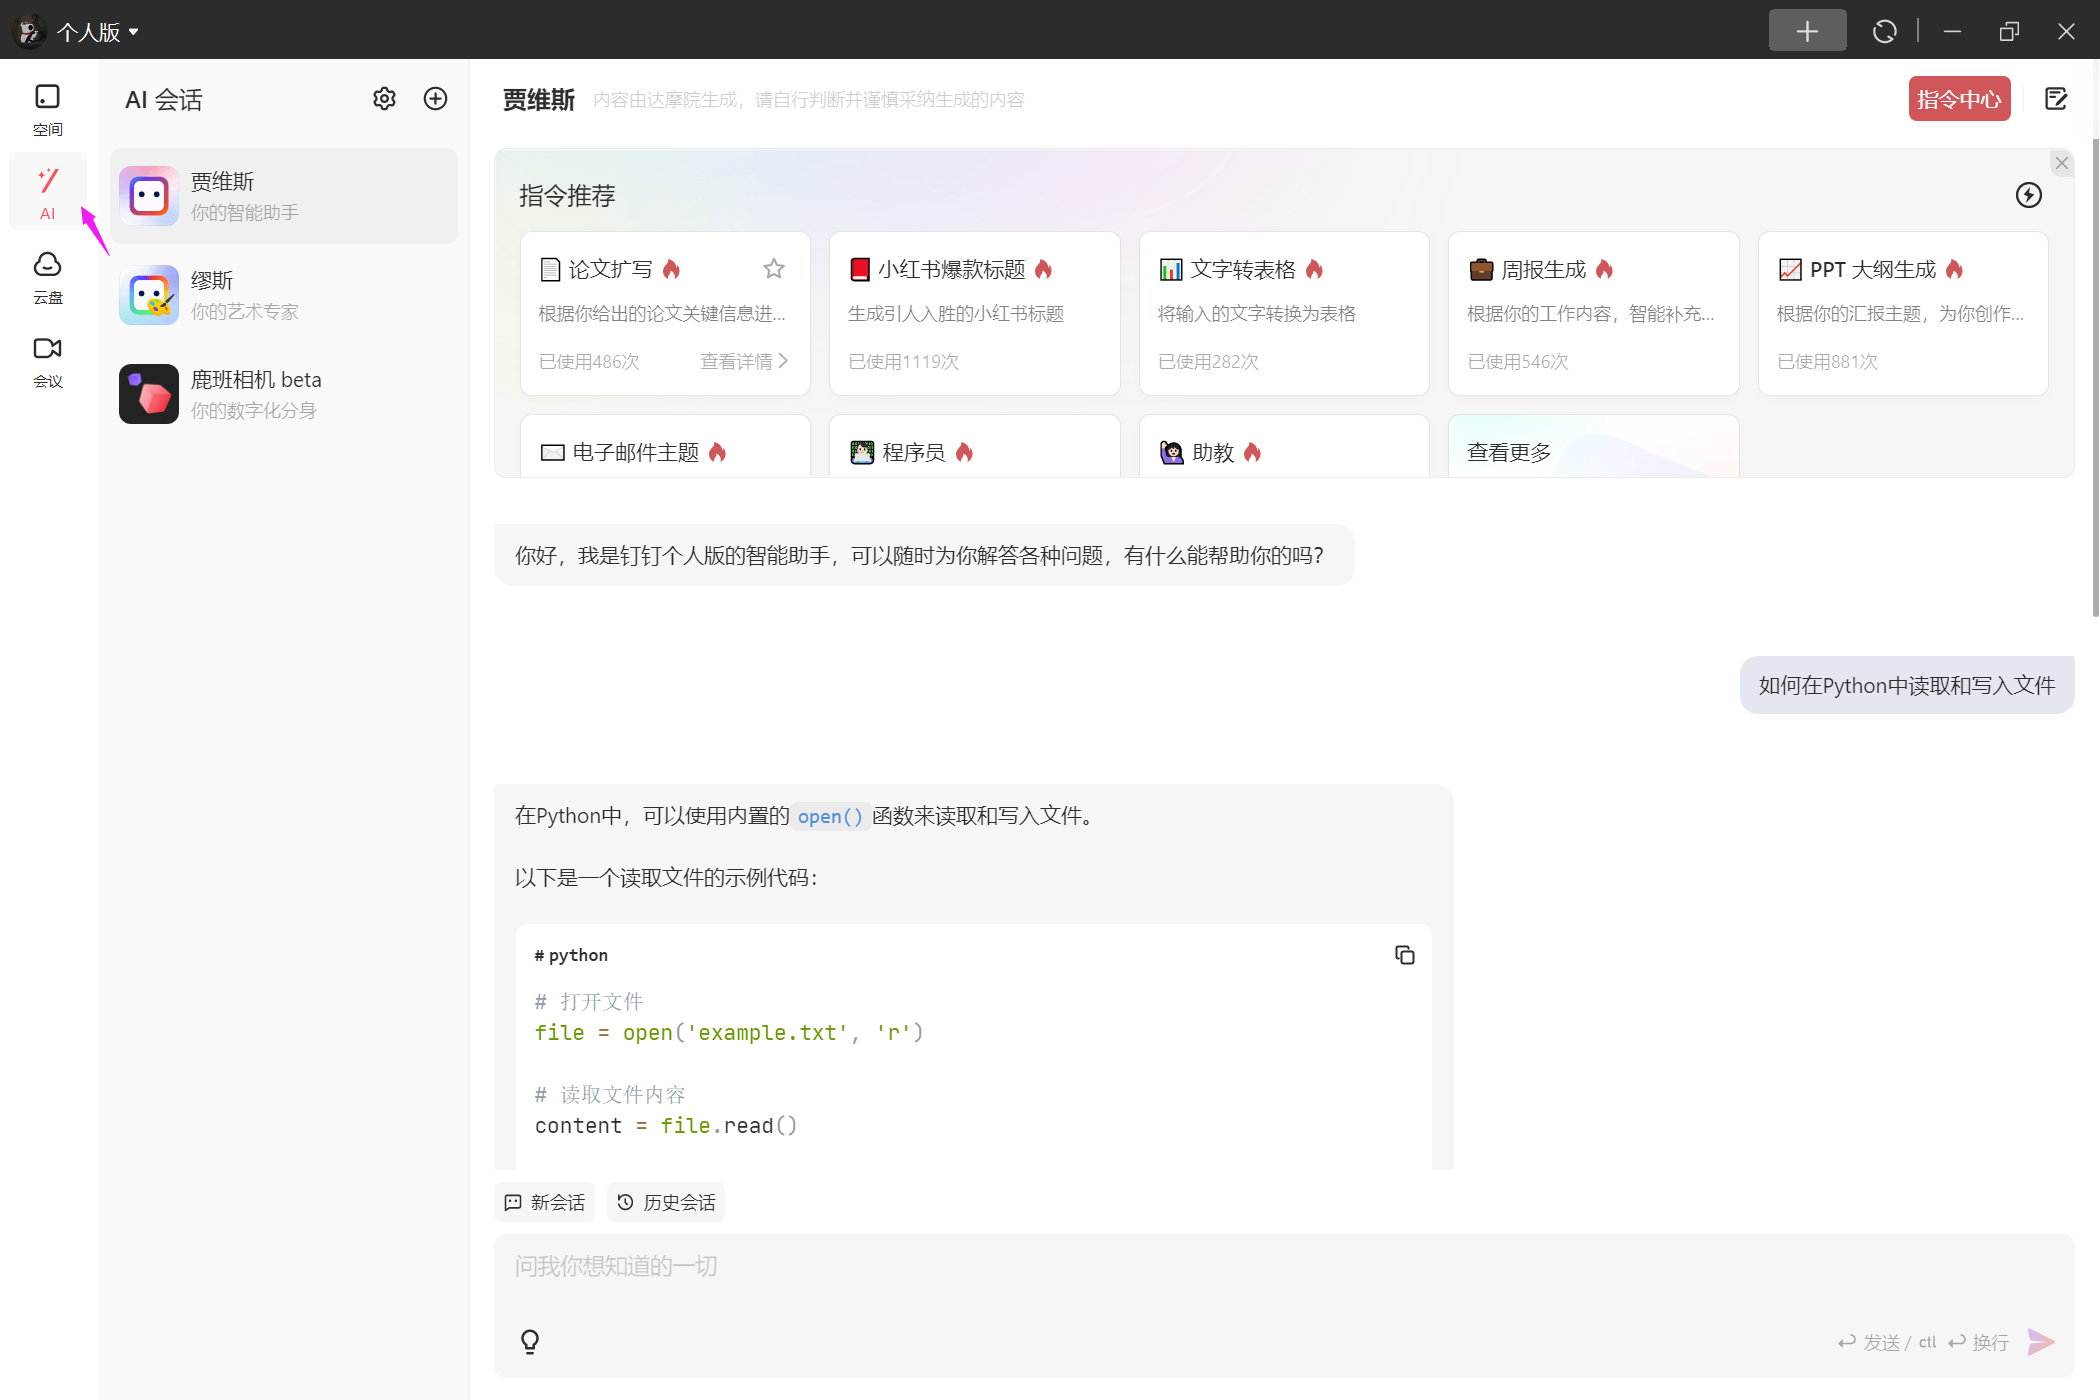 个人版
空间
AI
云盘
会议
AI 会话
贾维斯
你的智能助手
缪斯
你的艺术专家
鹿班相机 beta
你的数字化分身
贾维斯 内容由达摩院生成，请自行判断并谨慎采纳生成的内容
指令中心
指令推荐
论文扩写
根据你给出的论文关键信息进...
已使用486次 查看详情
小红书爆款标题
生成引人入胜的小红书标题
已使用1119次
文字转表格
将输入的文字转换为表格
已使用282次
周报生成
根据你的工作内容，智能补充...
已使用546次
PPT 大纲生成
根据你的汇报主题，为你创作...
已使用881次
电子邮件主题
程序员
助教
查看更多
你好，我是钉钉个人版的智能助手，可以随时为你解答各种问题，有什么能帮助你的吗？
如何在Python中读取和写入文件
在Python中，可以使用内置的 open() 函数来读取和写入文件。
以下是一个读取文件的示例代码：
# python
# 打开文件
file = open('example.txt', 'r')
# 读取文件内容
content = file.read()
新会话 历史会话
问我你想知道的一切
发送 / ctl 换行